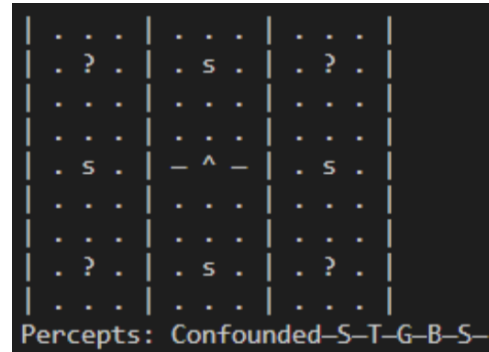 | . . . | . . . | . . . |
| . ? . | . s . | . ? . |
| . . . | . . . | . . . |
| . . . | . . . | . . . |
| . s . | – ^ – | . s . |
| . . . | . . . | . . . |
| . . . | . . . | . . . |
| . ? . | . s . | . ? . |
| . . . | . . . | . . . |
Percepts: Confounded–S–T–G–B–S–